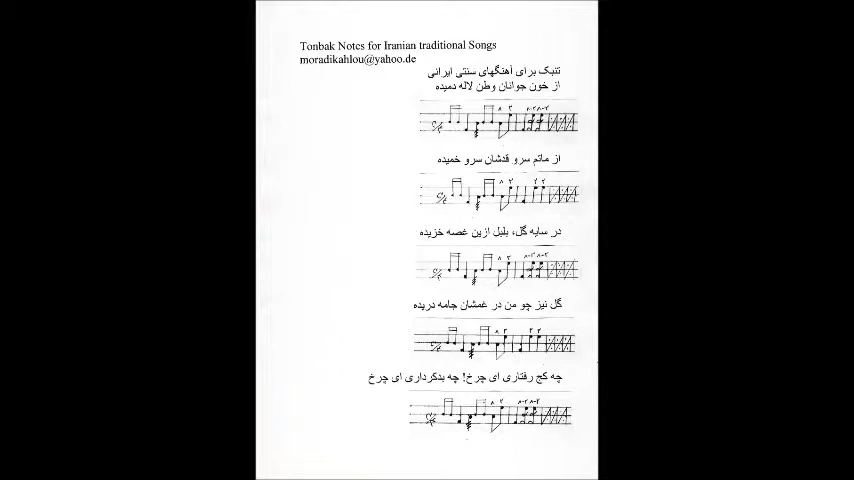 Tonbak Notes for Iranian traditional Songs
moradikahlou@yahoo.de
تنبک برای آهنگهای سنتی ایرانی
از خون جوانان وطن لاله دمیده
از ماتم سرو قدشان سرو خمیده
در سایه گل، بلبل ازین غصه خزیده
گل نیز چو من در غمشان جامه دریده
چه کج رفتاری ای چرخ! چه بدکرداری ای چرخ